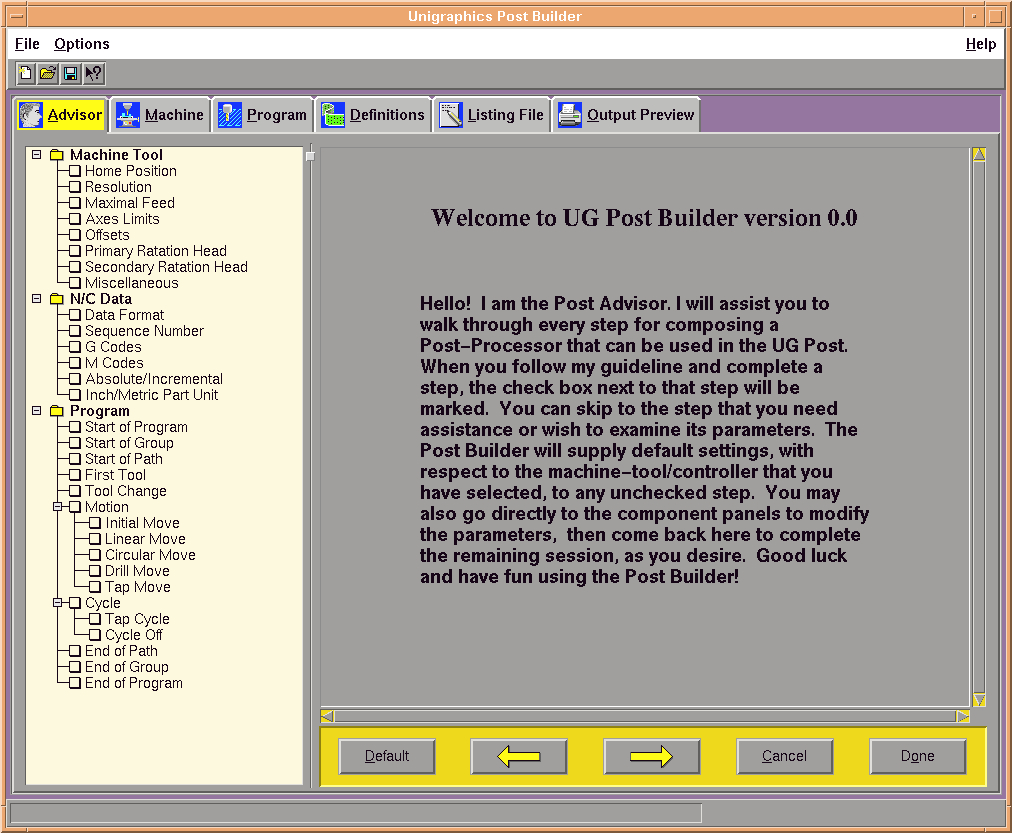 Unigraphics Post Builder
File Options Help
Advisor Machine Program Definitions Listing File Output Preview
Machine Tool
Home Position
Resolution
Maximal Feed
Axes Limits
Offsets
Primary Ratation Head
Secondary Ratation Head
Miscellaneous
N/C Data
Data Format
Sequence Number
G Codes
M Codes
Absolute/Incremental
Inch/Metric Part Unit
Program
Start of Program
Start of Group
Start of Path
First Tool
Tool Change
Motion
Initial Move
Linear Move
Circular Move
Drill Move
Tap Move
Cycle
Tap Cycle
Cycle Off
End of Path
End of Group
End of Program
Welcome to UG Post Builder version 0.0
Hello! I am the Post Advisor. I will assist you to
walk through every step for composing a
Post-Processor that can be used in the UG Post.
When you follow my guideline and complete a
step, the check box next to that step will be
marked. You can skip to the step that you need
assistance or wish to examine its parameters. The
Post Builder will supply default settings, with
respect to the machine-tool/controller that you
have selected, to any unchecked step. You may
also go directly to the component panels to modify
the parameters, then come back here to complete
the remaining session, as you desire. Good luck
and have fun using the Post Builder!
Default Cancel Done